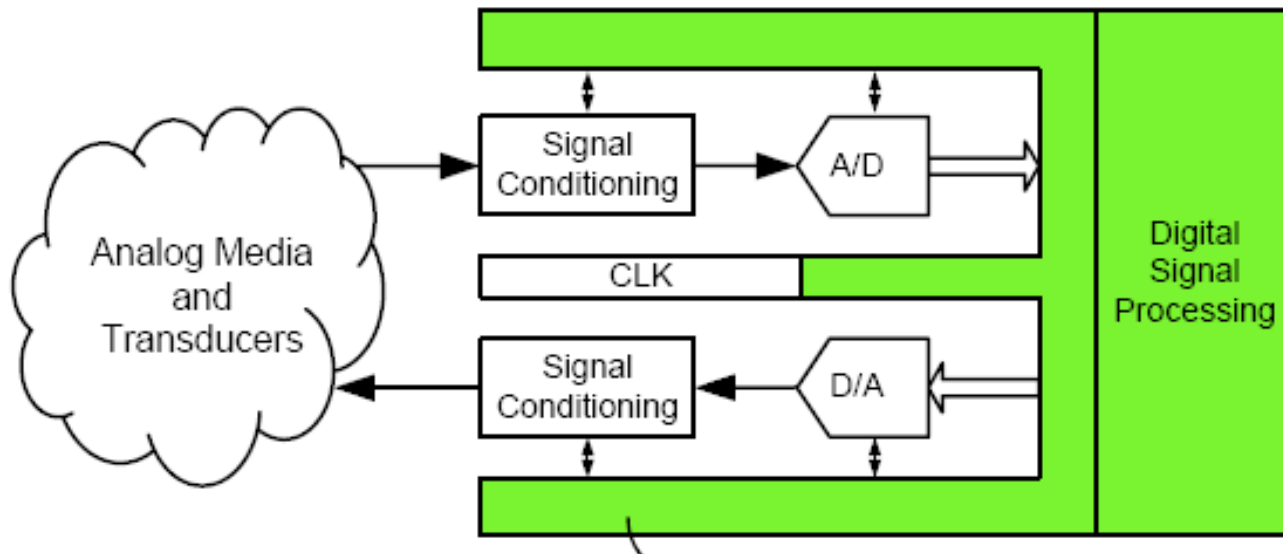 Analog Media
and
Transducers
Signal
Conditioning
A/D
CLK
Signal
Conditioning
D/A
Digital
Signal
Processing